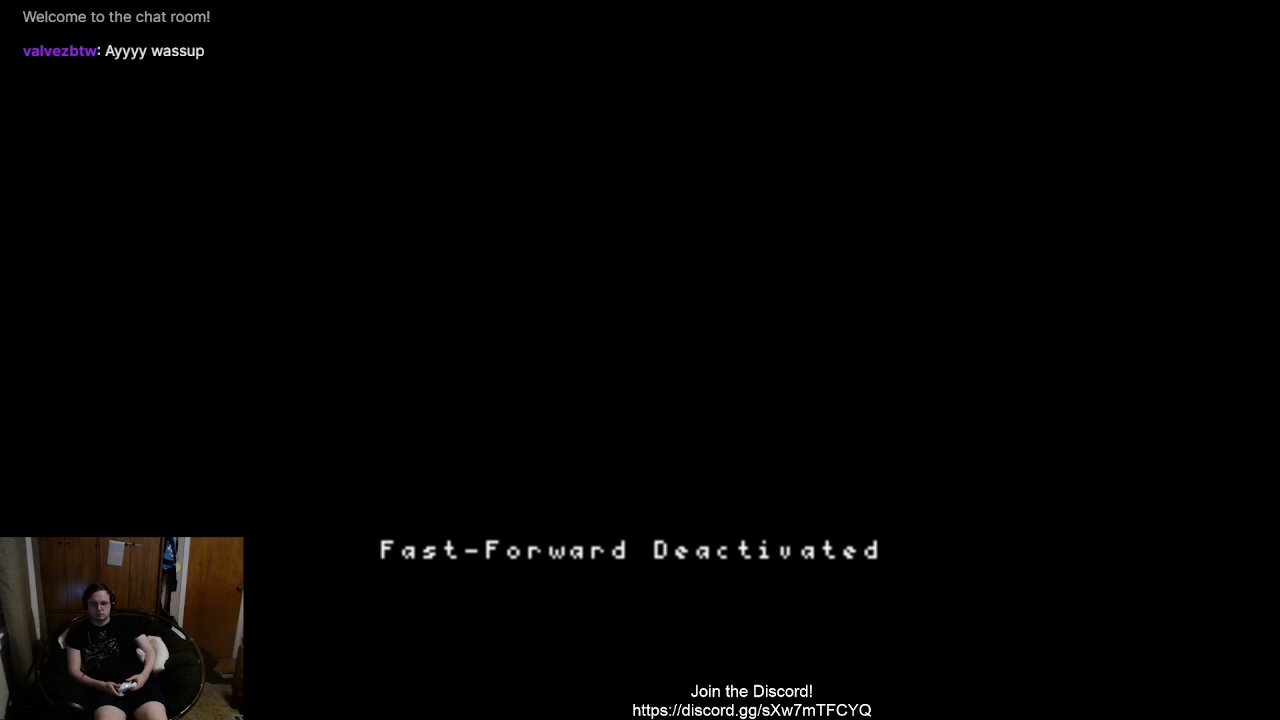 Welcome to the chat room!
valvezbtw: Ayyyy wassup
Fast-Forward Deactivated
Join the Discord!
https://discord.gg/sXw7mTFCYQ